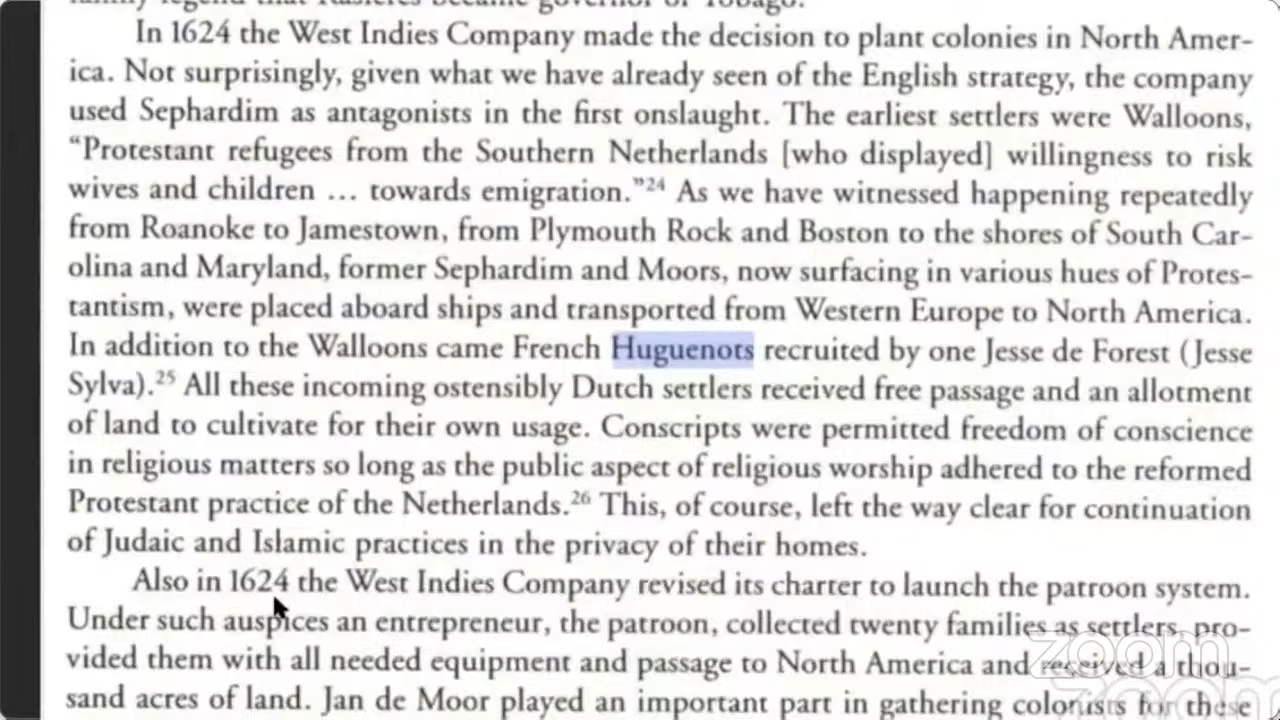 family legend that Rasieres became governor of Tobago.
In 1624 the West Indies Company made the decision to plant colonies in North Amer-
ica. Not surprisingly, given what we have already seen of the English strategy, the company
used Sephardim as antagonists in the first onslaught. The earliest settlers were Walloons,
“Protestant refugees from the Southern Netherlands [who displayed] willingness to risk
wives and children … towards emigration.”24 As we have witnessed happening repeatedly
from Roanoke to Jamestown, from Plymouth Rock and Boston to the shores of South Car-
olina and Maryland, former Sephardim and Moors, now surfacing in various hues of Protes-
tantism, were placed aboard ships and transported from Western Europe to North America.
In addition to the Walloons came French Huguenots recruited by one Jesse de Forest (Jesse
Sylva).25 All these incoming ostensibly Dutch settlers received free passage and an allotment
of land to cultivate for their own usage. Conscripts were permitted freedom of conscience
in religious matters so long as the public aspect of religious worship adhered to the reformed
Protestant practice of the Netherlands.26 This, of course, left the way clear for continuation
of Judaic and Islamic practices in the privacy of their homes.
Also in 1624 the West Indies Company revised its charter to launch the patroon system.
Under such auspices an entrepreneur, the patroon, collected twenty families as settlers, pro-
vided them with all needed equipment and passage to North America and received a thou-
sand acres of land. Jan de Moor played an important part in gathering colonists for these
zoom
zoom